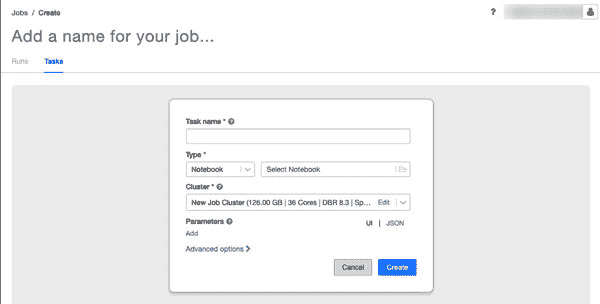 Jobs / Create
?
Add a name for your job...
Runs Tasks
Task name * ?
Type *
Notebook Select Notebook
Cluster * ?
New Job Cluster (126.00 GB | 36 Cores | DBR 8.3 | Sp... Edit
Parameters ? UI | JSON
Add
Advanced options
Cancel Create